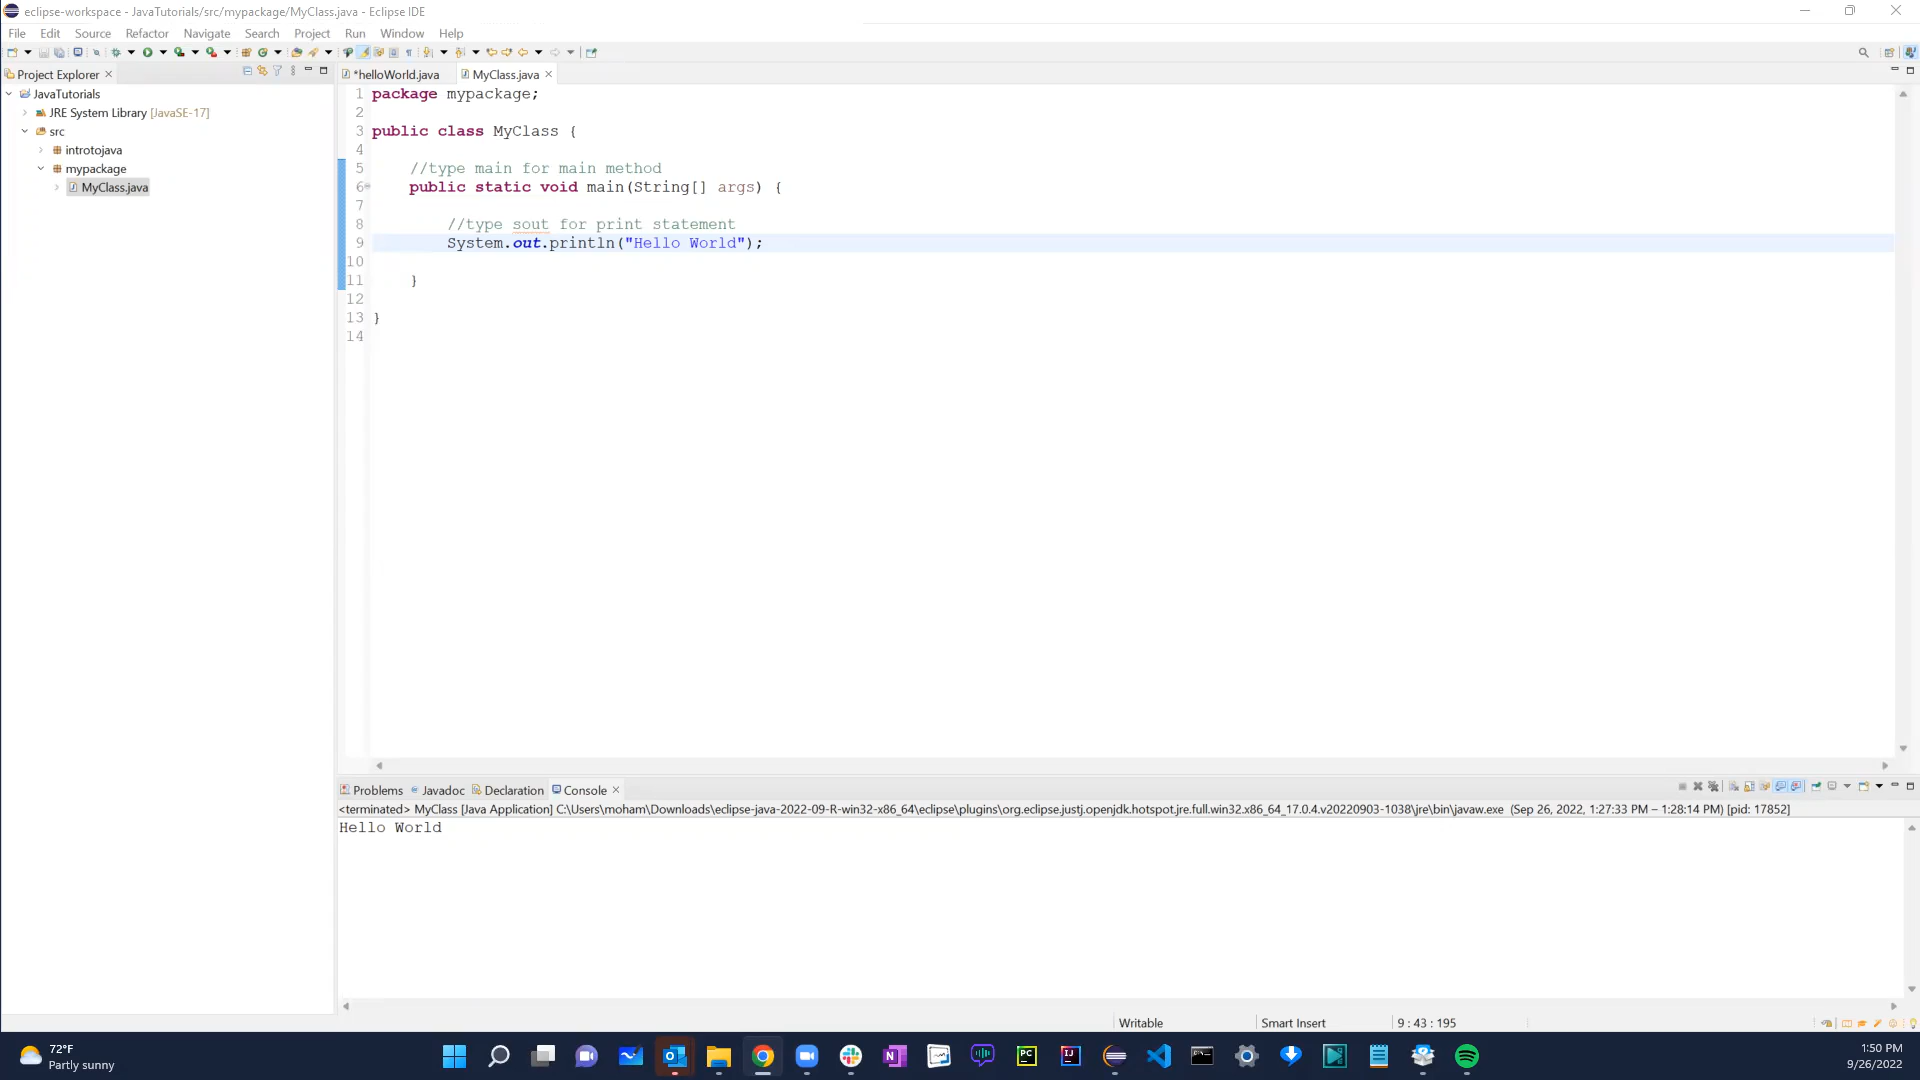 eclipse-workspace - JavaTutorials/src/mypackage/MyClass.java - Eclipse IDE
File Edit Source Refactor Navigate Search Project Run Window Help
Project Explorer
*helloWorld.java MyClass.java
JavaTutorials
JRE System Library [JavaSE-17]
src
introtojava
mypackage
MyClass.java
1 package mypackage;
2
3 public class MyClass {
4
5 //type main for main method
6 public static void main(String[] args) {
7
8 //type sout for print statement
9 System.out.println("Hello World");
10
11 }
12
13 }
14
Problems Javadoc Declaration Console
<terminated> MyClass [Java Application] C:\Users\moham\Downloads\eclipse-java-2022-09-R-win32-x86_64\eclipse\plugins\org.eclipse.justj.openjdk.hotspot.jre.full.win32.x86_64_17.0.4.v20220903-1038\jre\bin\javaw.exe (Sep 26, 2022, 1:27:33 PM – 1:28:14 PM) [pid: 17852]
Hello World
Writable Smart Insert 9 : 43 : 195
72°F
Partly sunny
PC
IJ
1:50 PM
9/26/2022